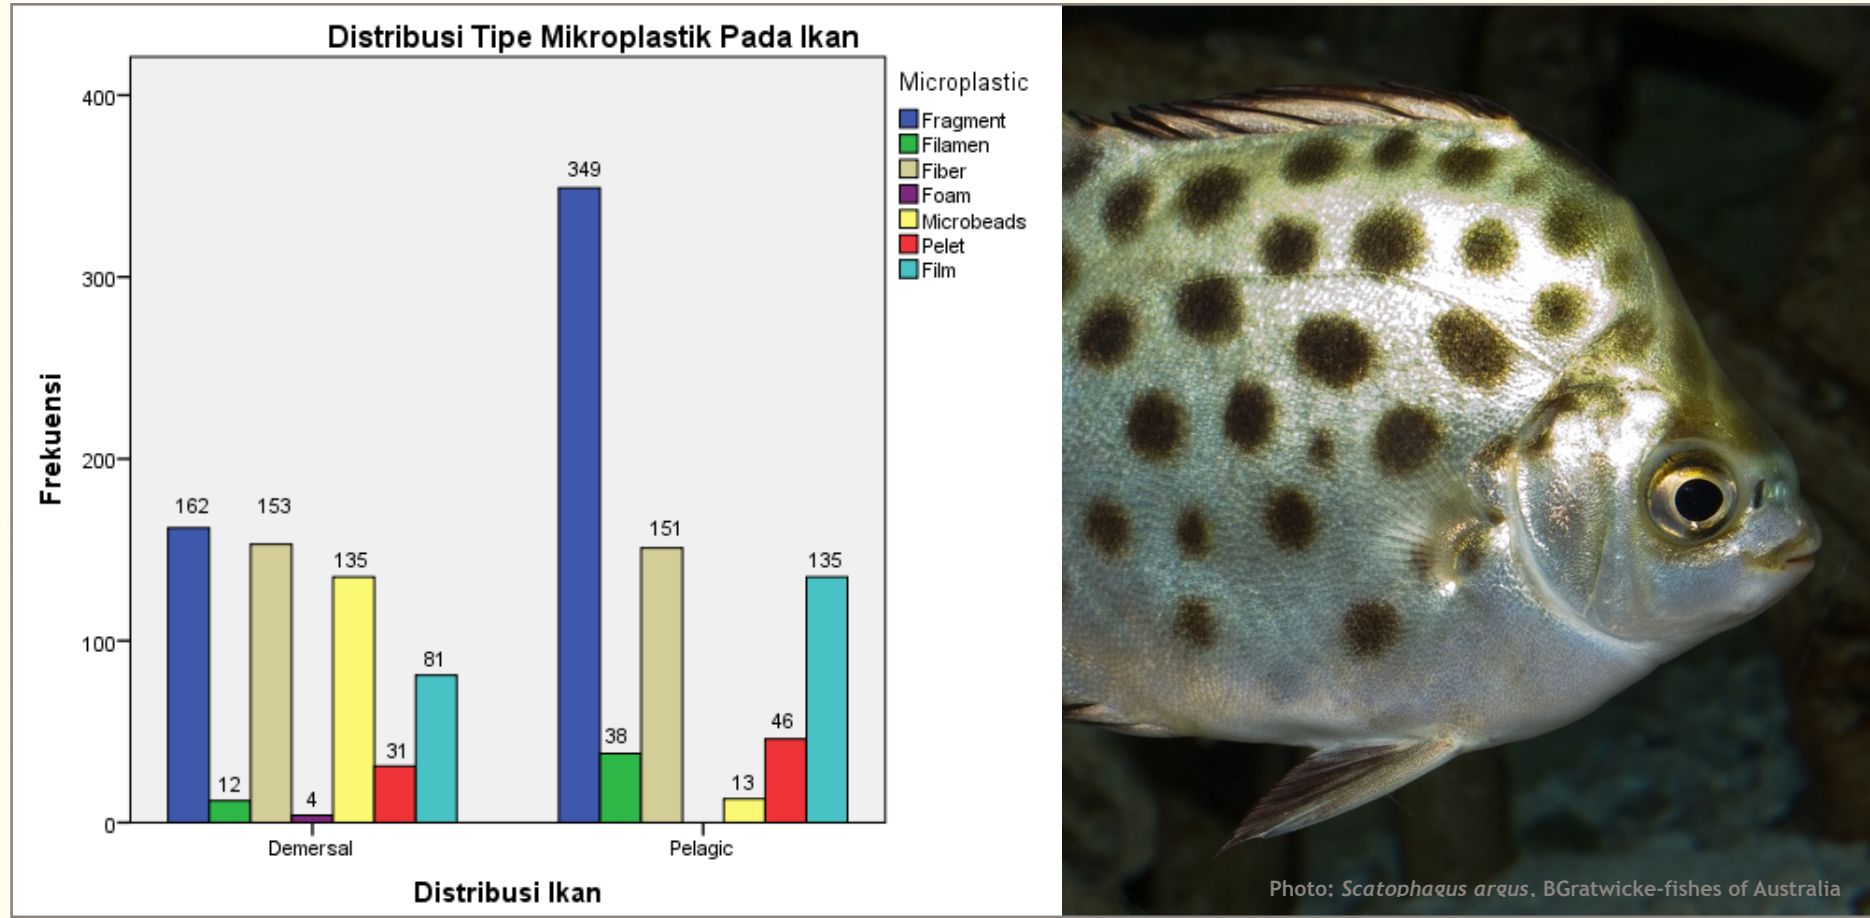 Distribusi Tipe Mikroplastik Pada Ikan
Frekuensi
400
300
200
100
0
162
12
153
4
135
31
81
349
38
151
13
46
135
Demersal
Pelagic
Distribusi Ikan
Microplastic
Fragment
Filamen
Fiber
Foam
Microbeads
Pelet
Film
Photo: Scatophagus argus, BGratwicke-fishes of Australia